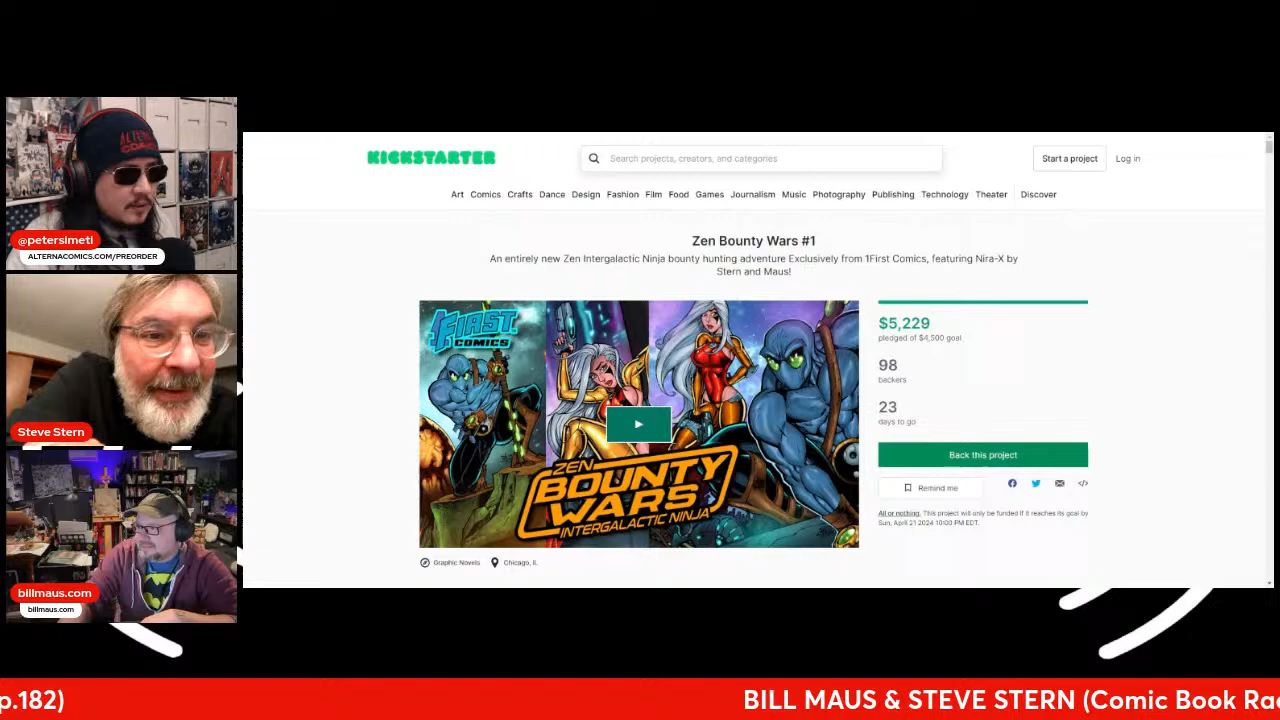 KICKSTARTER
Search projects, creators, and categories
Start a project
Log in
Art Comics Crafts Dance Design Fashion Film Food Games Journalism Music Photography Publishing Technology Theater Discover
Zen Bounty Wars #1
An entirely new Zen Intergalactic Ninja bounty hunting adventure Exclusively from 1First Comics, featuring Nira-X by
Stern and Maus!
1FIRST
COMICS
ZEN
BOUNTY
WARS
INTERGALACTIC NINJA
$5,229
pledged of $4,500 goal
98
backers
23
days to go
Back this project
Remind me
All or nothing. This project will only be funded if it reaches its goal by
Sun, April 21 2024 10:00 PM EDT.
Graphic Novels
Chicago, IL
@petersimeti
ALTERNACOMICS.COM/PREORDER
Steve Stern
billmaus.com
billmaus.com
p.182)
BILL MAUS & STEVE STERN (Comic Book Ra